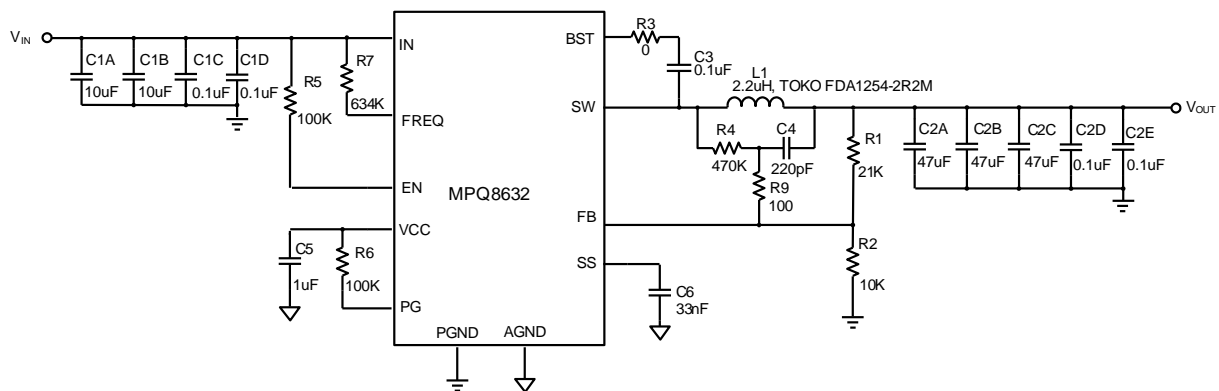 VIN
C1A
10uF
C1B
10uF
C1C
0.1uF
C1D
0.1uF
R5
100K
R7
634K
IN
FREQ
EN
VCC
PG
C5
1uF
R6
100K
MPQ8632
PGND
AGND
BST
SW
FB
SS
R3
0
C3
0.1uF
L1
2.2uH, TOKO FDA1254-2R2M
R4
470K
C4
220pF
R9
100
R1
21K
R2
10K
C6
33nF
C2A
47uF
C2B
47uF
C2C
47uF
C2D
0.1uF
C2E
0.1uF
VOUT